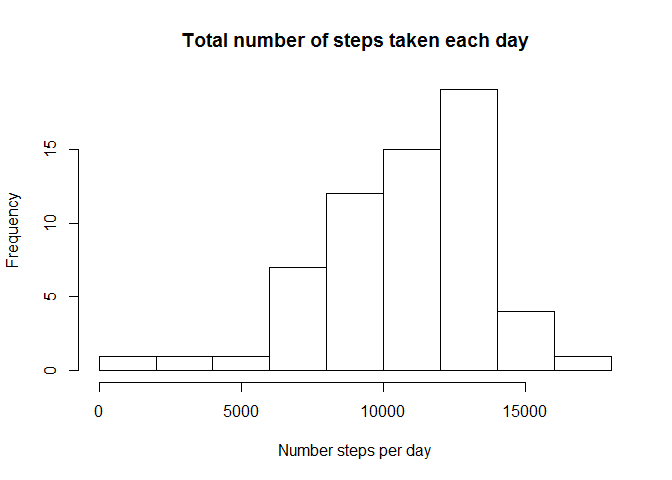 Total number of steps taken each day
Frequency
15
10
5
0
0 5000 10000 15000
Number steps per day